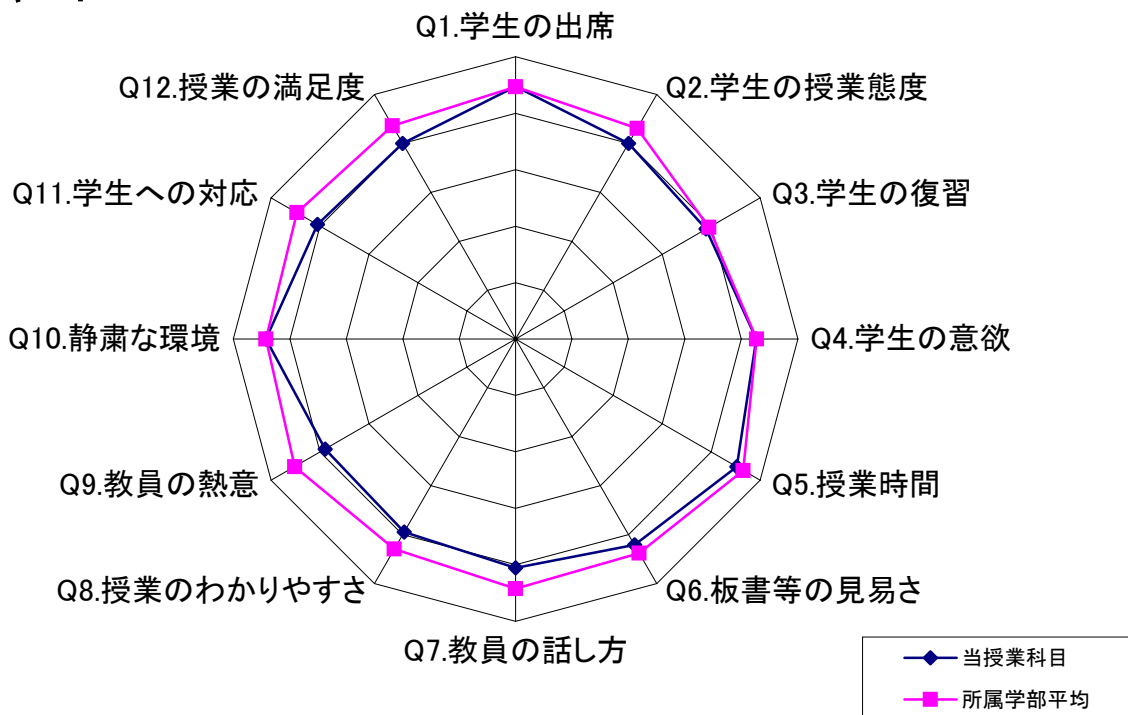 Q1.学生の出席
Q2.学生の授業態度
Q3.学生の復習
Q4.学生の意欲
Q5.授業時間
Q6.板書等の見易さ
Q7.教員の話し方
Q8.授業のわかりやすさ
Q9.教員の熱意
Q10.静粛な環境
Q11.学生への対応
Q12.授業の満足度
当授業科目
所属学部平均